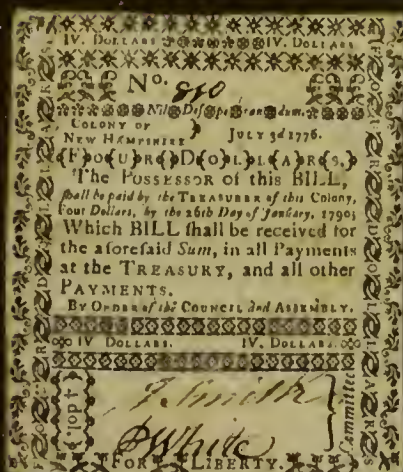 IV. DOLLARS IV. DOLLARS
No.
Nil Desperandum.
COLONY OF NEW HAMPSHIRE } JULY 3d 1776.
FOUR DOLLARS.
The POSSESSOR of this BILL,
ſhall be paid by the TREASURER of this Colony,
Four Dollars, by the 26th Day of January, 1790;
Which BILL ſhall be received for
the aforeſaid Sum, in all Payments
at the TREASURY, and all other
PAYMENTS.
BY ORDER of the COUNCIL and ASSEMBLY.
IV DOLLARS. IV. DOLLARS.
White
Committee
FOR LIBERTY.
FOUR DOLLARS